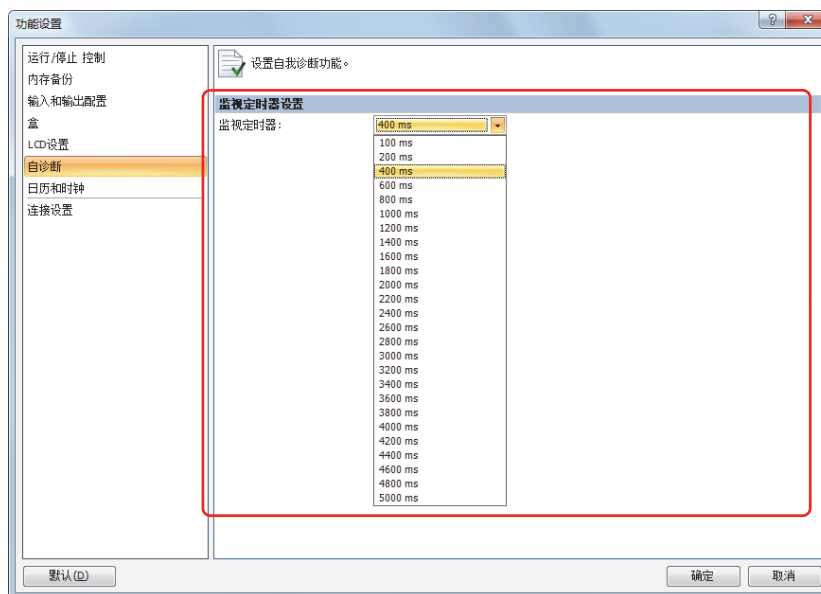 功能设置
?
运行/停止 控制
内存备份
输入和输出配置
盒
LCD设置
自诊断
日历和时钟
连接设置
设置自我诊断功能。
监视定时器设置
监视定时器:
400 ms
100 ms
200 ms
400 ms
600 ms
800 ms
1000 ms
1200 ms
1400 ms
1600 ms
1800 ms
2000 ms
2200 ms
2400 ms
2600 ms
2800 ms
3000 ms
3200 ms
3400 ms
3600 ms
3800 ms
4000 ms
4200 ms
4400 ms
4600 ms
4800 ms
5000 ms
默认(D)
确定
取消